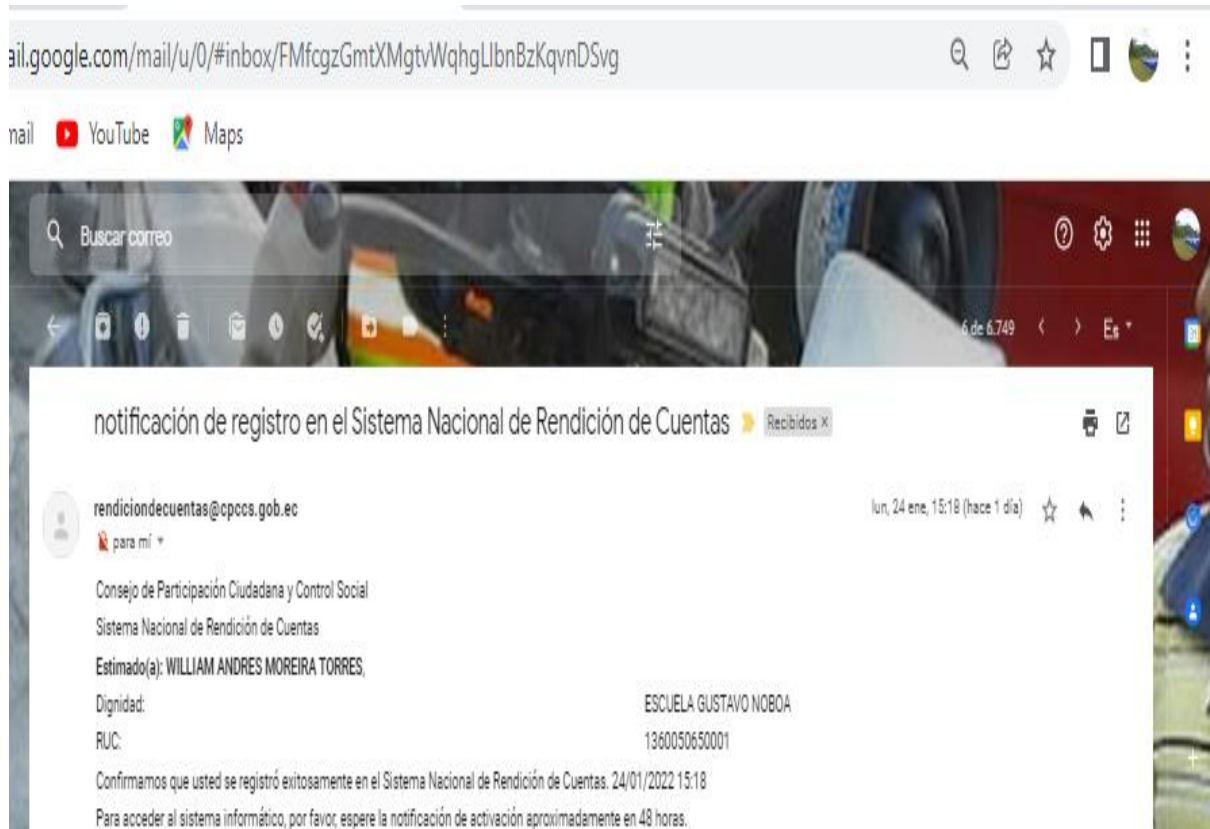 ail.google.com/mail/u/0/#inbox/FMfcgzGmtXMgtvWqhgLlbnBzKqvnDSvg
mail YouTube Maps
Buscar correo
6 de 6.749 Es
31
notificación de registro en el Sistema Nacional de Rendición de Cuentas Recibidos ×
rendiciondecuentas@cpccs.gob.ec lun, 24 ene, 15:18 (hace 1 día)
para mí
Consejo de Participación Ciudadana y Control Social
Sistema Nacional de Rendición de Cuentas
Estimado(a): WILLIAM ANDRES MOREIRA TORRES,
Dignidad: ESCUELA GUSTAVO NOBOA
RUC: 1360050650001
Confirmamos que usted se registró exitosamente en el Sistema Nacional de Rendición de Cuentas. 24/01/2022 15:18
Para acceder al sistema informático, por favor, espere la notificación de activación aproximadamente en 48 horas.